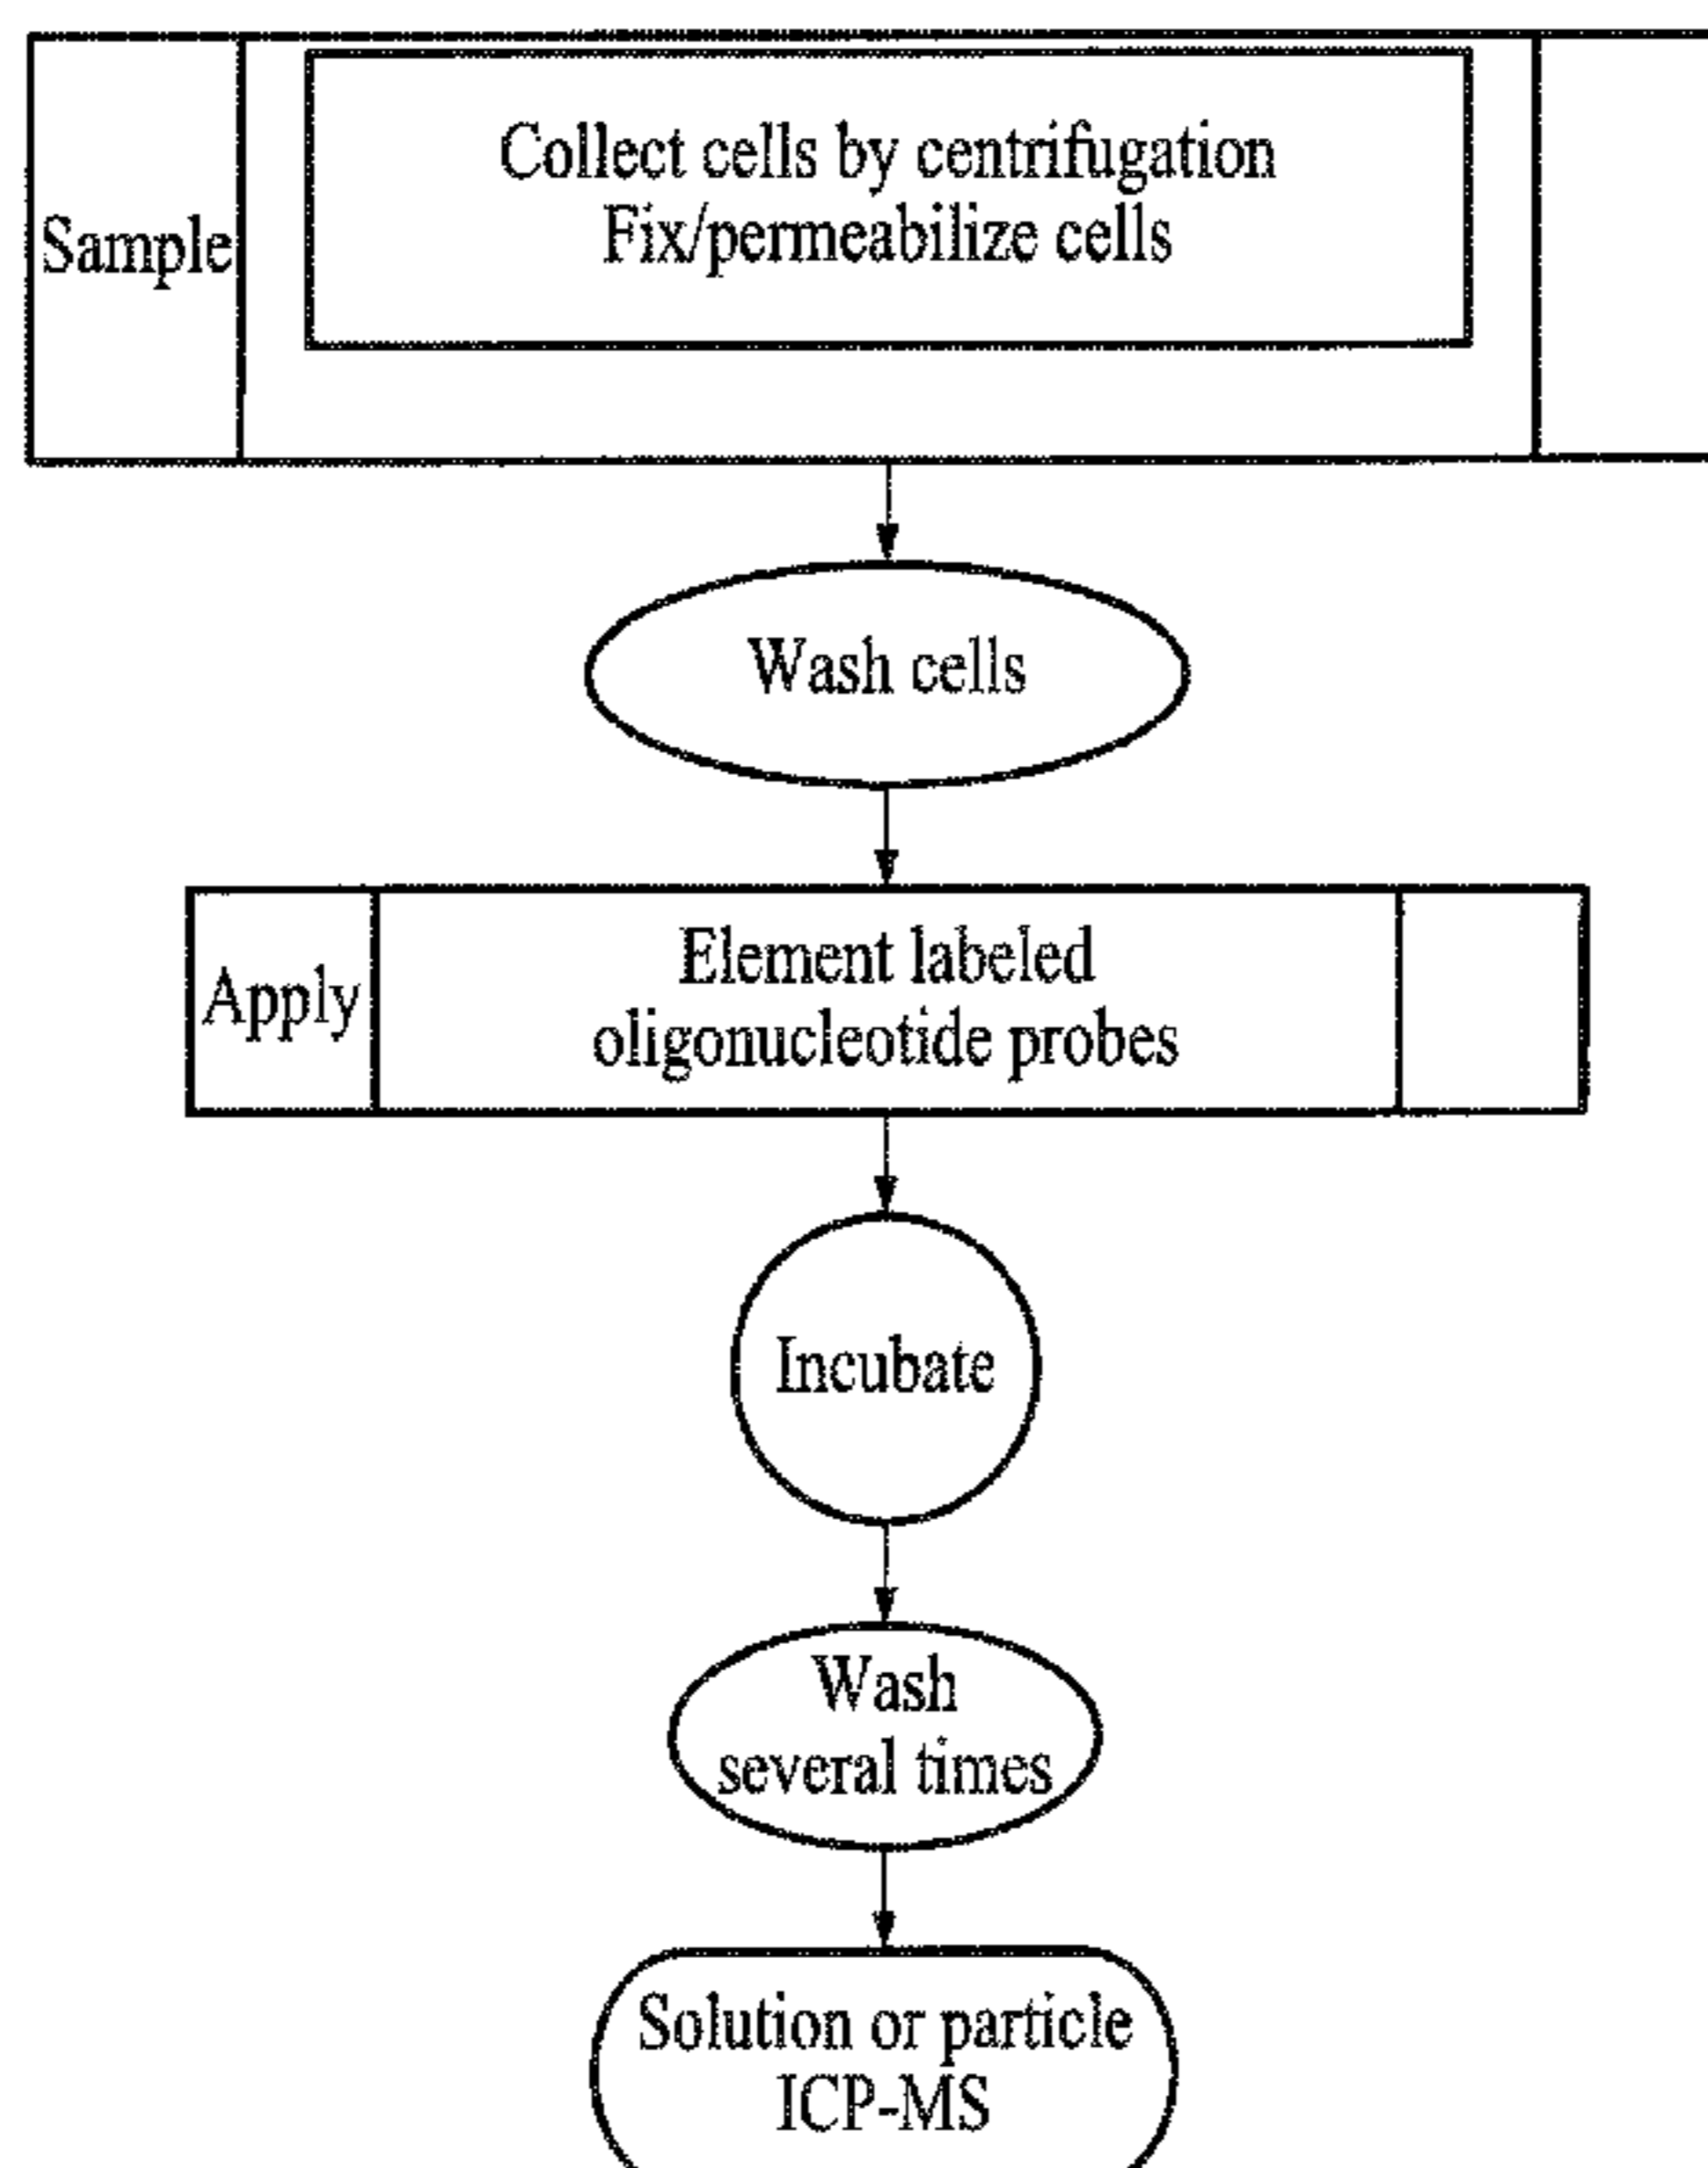 Sample
Collect cells by centrifugation
Fix/permeabilize cells
Wash cells
Apply
Element labeled
oligonucleotide probes
Incubate
Wash
several times
Solution or particle
ICP-MS